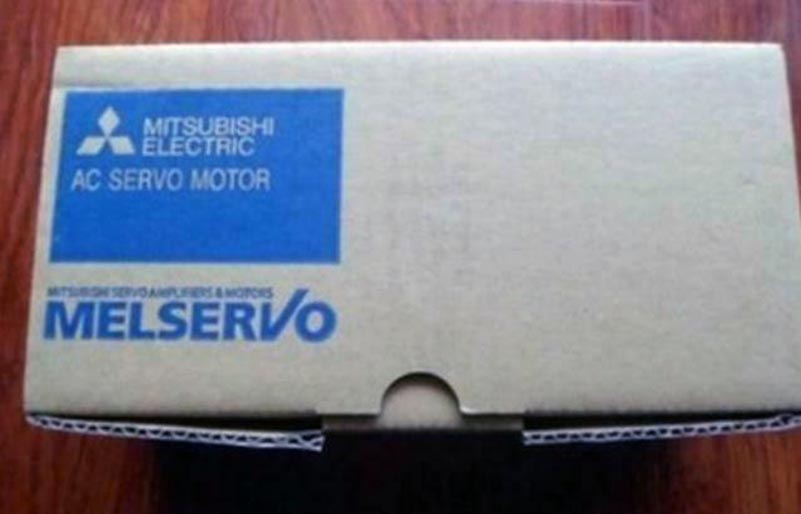 MITSUBISHI
ELECTRIC
AC SERVO MOTOR
MITSUBISHI SERVO AMPLIFIERS & MOTORS
MELSERVO